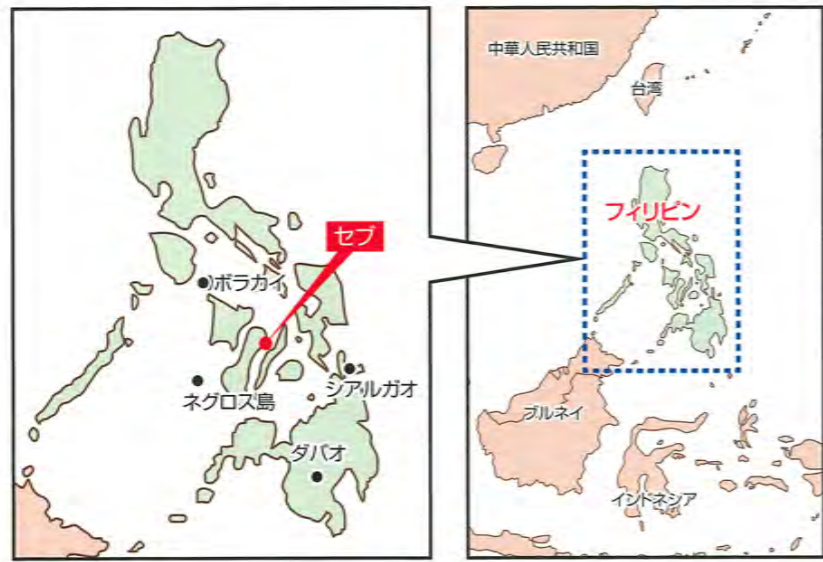 セブ
ボラカイ
ネグロス島
シアルガオ
ダバオ
中華人民共和国
台湾
フィリピン
ブルネイ
インドネシア